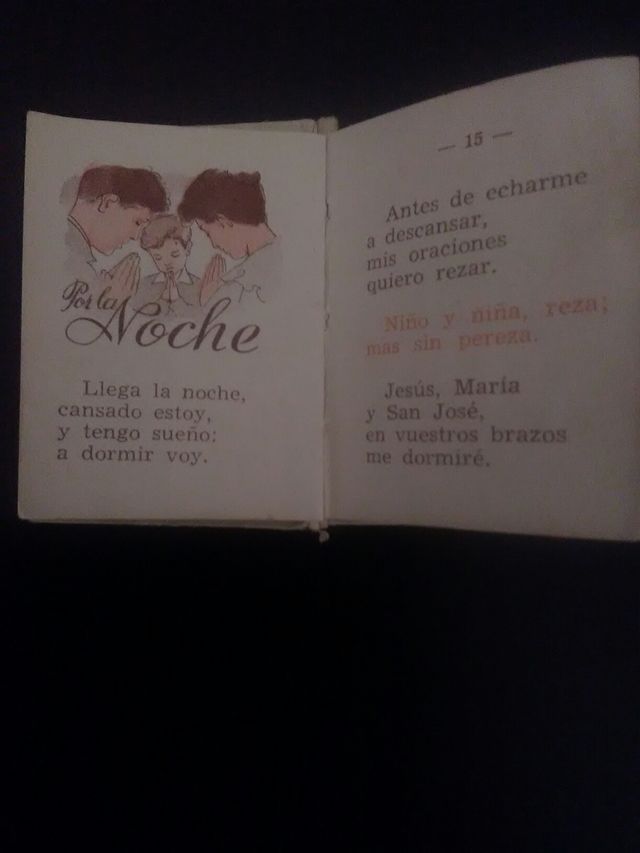 Por la
Noche
Llega la noche,
cansado estoy,
y tengo sueño:
a dormir voy.
— 15 —
Antes de echarme
a descansar,
mis oraciones
quiero rezar.
Niño y niña, reza;
mas sin pereza.
Jesús, María
y San José,
en vuestros brazos
me dormiré.